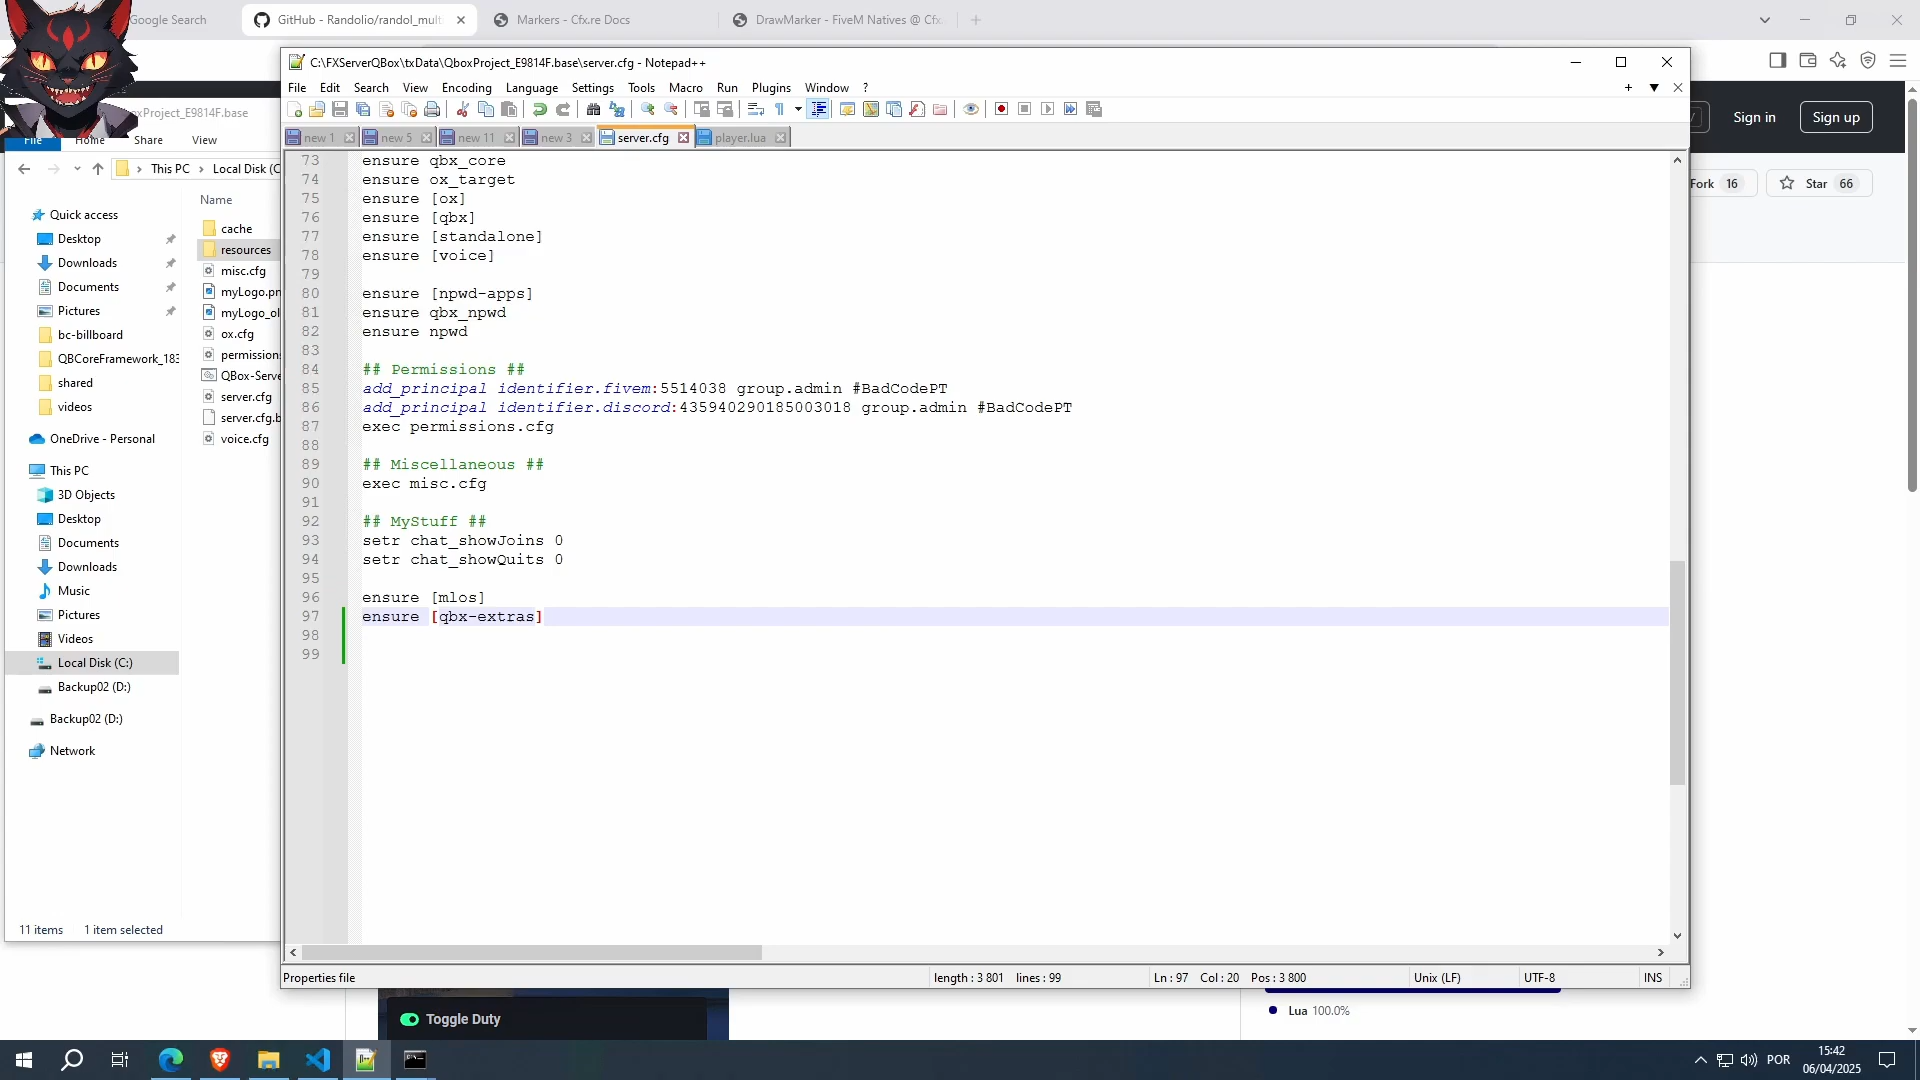 Google Search
GitHub - Randolio/randol_mult
Markers - Cfx.re Docs
DrawMarker - FiveM Natives @ Cfx.
C:\FXServerQBox\txData\QboxProject_E9814F.base\server.cfg - Notepad++
File Edit Search View Encoding Language Settings Tools Macro Run Plugins Window ?
new 1 new 5 new 11 new 3 server.cfg player.lua
Sign in
Sign up
Fork 16
Star 66
oxProject_E9814F.base
File Home Share View
This PC > Local Disk (C
Quick access
Desktop
Downloads
Documents
Pictures
bc-billboard
QBCoreFramework_183
shared
videos
OneDrive - Personal
This PC
3D Objects
Desktop
Documents
Downloads
Music
Pictures
Videos
Local Disk (C:)
Backup02 (D:)
Backup02 (D:)
Network
Name
cache
resources
misc.cfg
myLogo.pn
myLogo_ol
ox.cfg
permission
QBox-Serve
server.cfg
server.cfg.b
voice.cfg
11 items 1 item selected
73 ensure qbx_core
74 ensure ox_target
75 ensure [ox]
76 ensure [qbx]
77 ensure [standalone]
78 ensure [voice]
79
80 ensure [npwd-apps]
81 ensure qbx_npwd
82 ensure npwd
83
84 ## Permissions ##
85 add_principal identifier.fivem:5514038 group.admin #BadCodePT
86 add_principal identifier.discord:435940290185003018 group.admin #BadCodePT
87 exec permissions.cfg
88
89 ## Miscellaneous ##
90 exec misc.cfg
91
92 ## MyStuff ##
93 setr chat_showJoins 0
94 setr chat_showQuits 0
95
96 ensure [mlos]
97 ensure [qbx-extras]
98
99
Properties file length : 3 801 lines : 99 Ln : 97 Col : 20 Pos : 3 800 Unix (LF) UTF-8 INS
Toggle Duty
Lua 100.0%
POR
15:42
06/04/2025